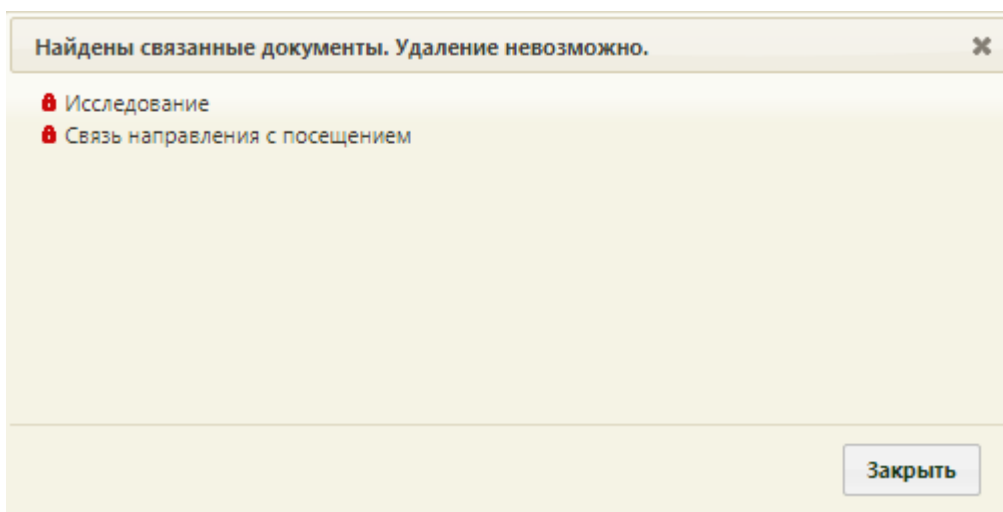 Найдены связанные документы. Удаление невозможно.
Исследование
Связь направления с посещением
Закрыть